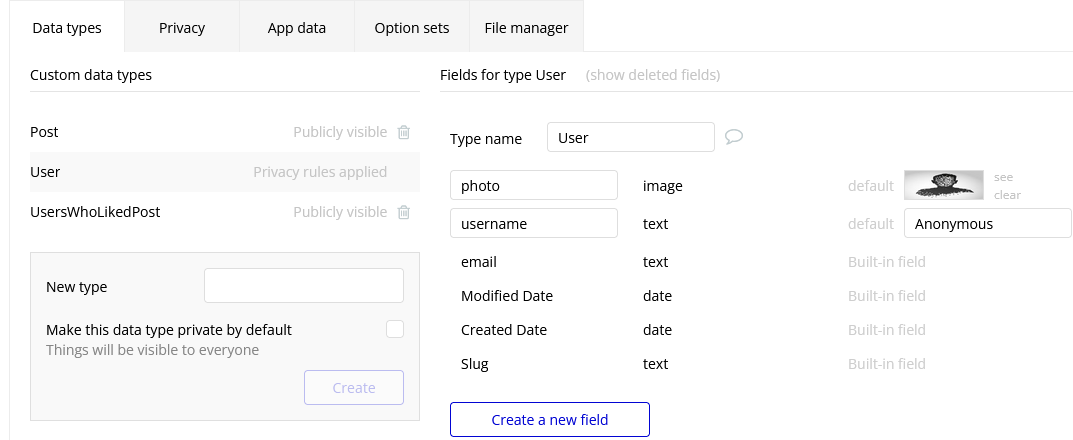 Data types Privacy App data Option sets File manager
Custom data types
Post Publicly visible
User Privacy rules applied
UsersWhoLikedPost Publicly visible
New type
Make this data type private by default
Things will be visible to everyone
Create
Fields for type User (show deleted fields)
Type name User
photo image default see
clear
username text default Anonymous
email text Built-in field
Modified Date date Built-in field
Created Date date Built-in field
Slug text Built-in field
Create a new field